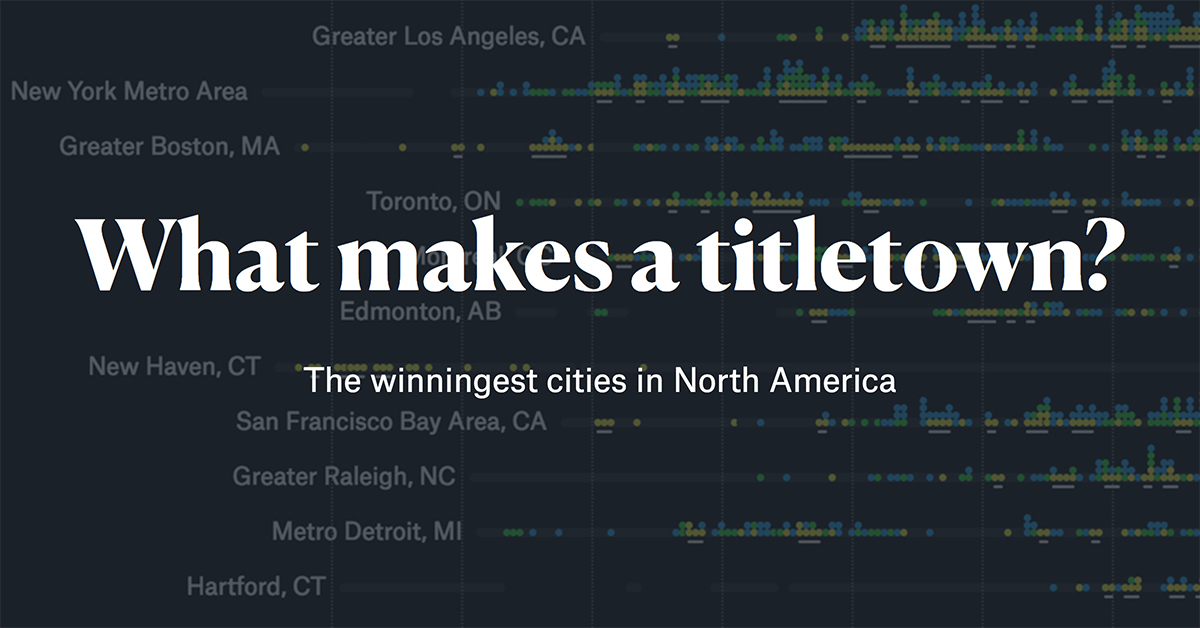 Greater Los Angeles, CA
New York Metro Area
Greater Boston, MA
Toronto, ON
What makes a titletown?
Edmonton, AB
New Haven, CT
The winningest cities in North America
San Francisco Bay Area, CA
Greater Raleigh, NC
Metro Detroit, MI
Hartford, CT